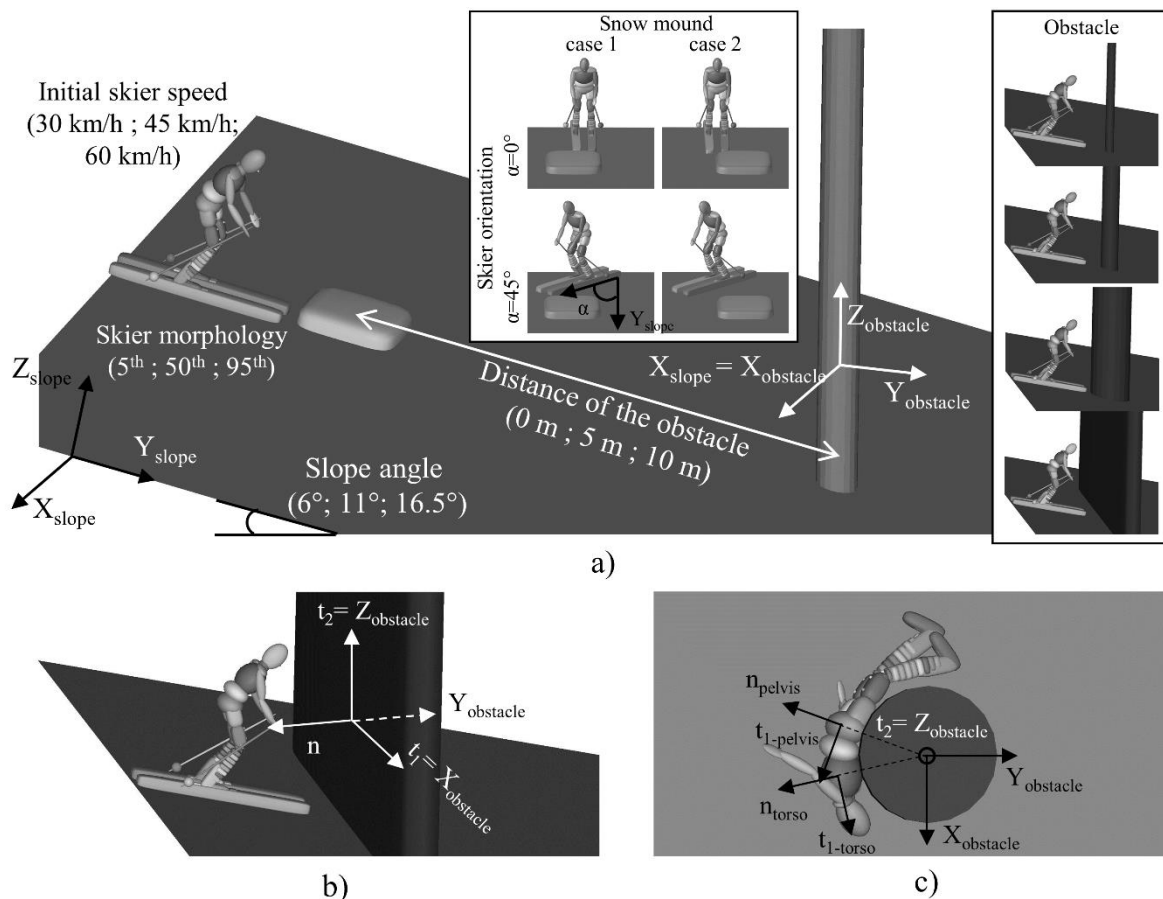 Snow mound
case 1 case 2
Skier orientation
α=0°
α=45°
α
Yslope
Obstacle
Initial skier speed
(30 km/h ; 45 km/h;
60 km/h)
Skier morphology
(5th ; 50th ; 95th)
Zslope
Yslope
Xslope
Slope angle
(6°; 11°; 16.5°)
Distance of the obstacle
(0 m ; 5 m ; 10 m)
Zobstacle
Xslope = Xobstacle
Yobstacle
a)
t2= Zobstacle
Yobstacle
n
t1= Xobstacle
b)
npelvis
t1-pelvis
t2= Zobstacle
Yobstacle
ntorso
t1-torso
Xobstacle
c)